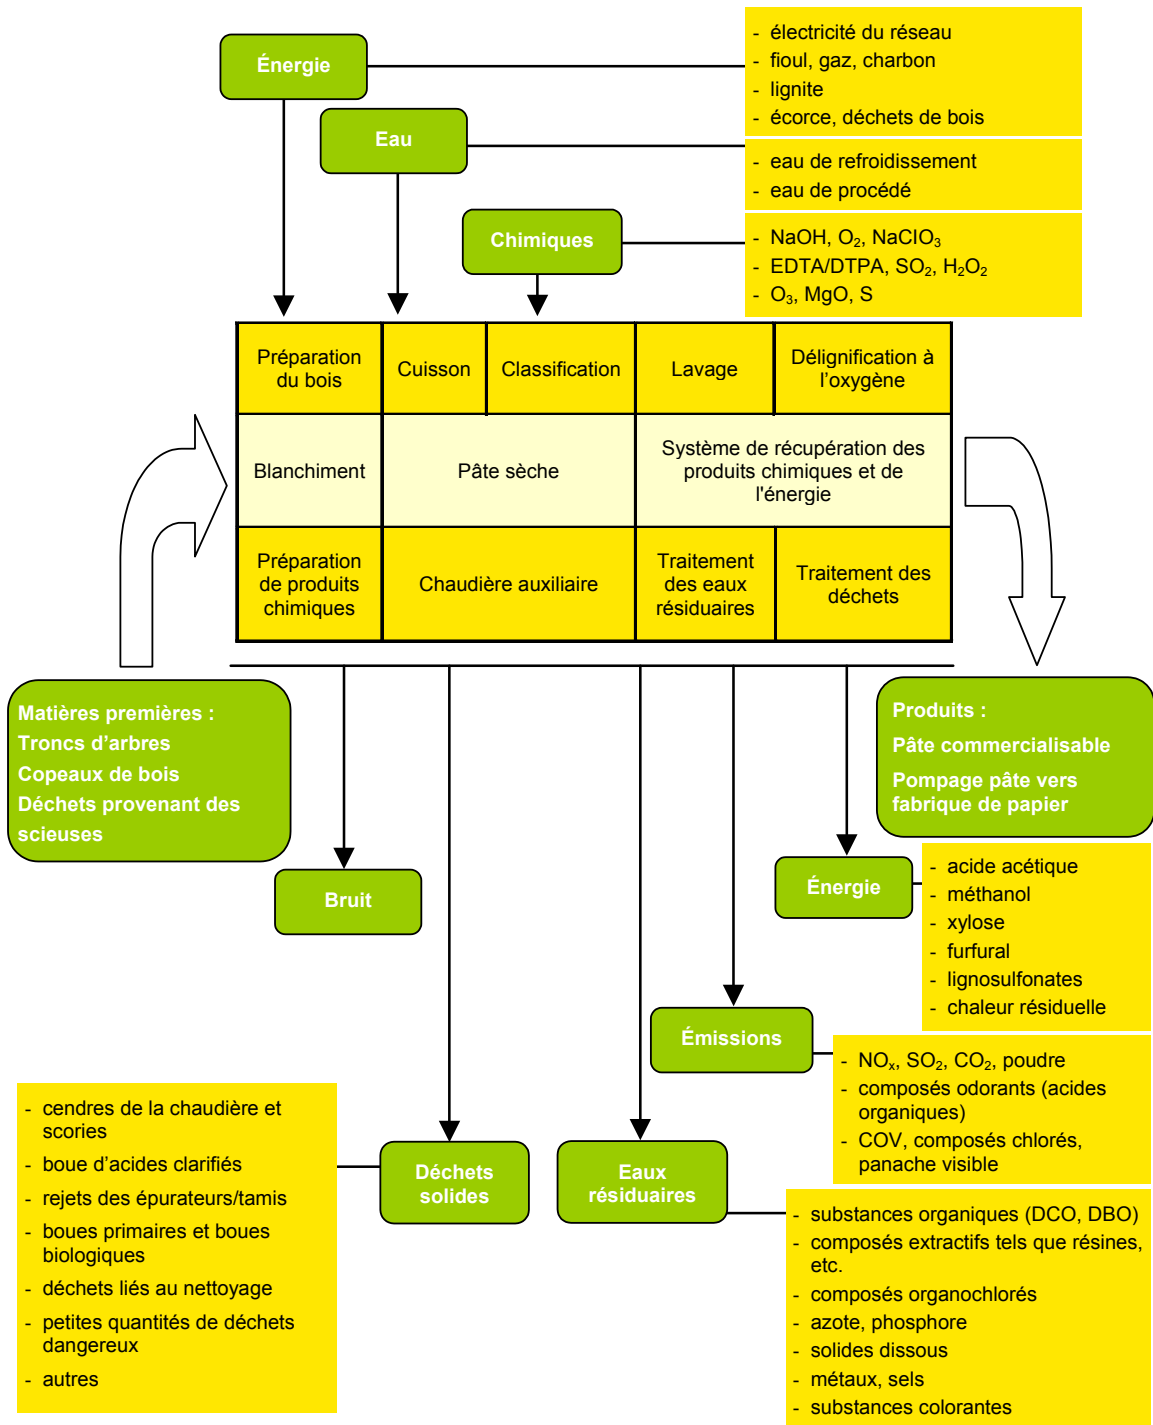 Énergie
- électricité du réseau
- fioul, gaz, charbon
- lignite
- écorce, déchets de bois
Eau
- eau de refroidissement
- eau de procédé
Chimiques
- NaOH, O₂, NaClO₃
- EDTA/DTPA, SO₂, H₂O₂
- O₃, MgO, S
Préparation
du bois
Cuisson
Classification
Lavage
Délignification à
l'oxygène
Blanchiment
Pâte sèche
Système de récupération des
produits chimiques et de
l'énergie
Préparation
de produits
chimiques
Chaudière auxiliaire
Traitement
des eaux
résiduaires
Traitement des
déchets
Matières premières :
Troncs d'arbres
Copeaux de bois
Déchets provenant des
scieuses
Produits :
Pâte commercialisable
Pompage pâte vers
fabrique de papier
Bruit
Énergie
- acide acétique
- méthanol
- xylose
- furfural
- lignosulfonates
- chaleur résiduelle
Émissions
- NOₓ, SO₂, CO₂, poudre
- composés odorants (acides
organiques)
- COV, composés chlorés,
panache visible
- cendres de la chaudière et
scories
- boue d'acides clarifiés
- rejets des épurateurs/tamis
- boues primaires et boues
biologiques
- déchets liés au nettoyage
- petites quantités de déchets
dangereux
- autres
Déchets
solides
Eaux
résiduaires
- substances organiques (DCO, DBO)
- composés extractifs tels que résines,
etc.
- composés organochlorés
- azote, phosphore
- solides dissous
- métaux, sels
- substances colorantes